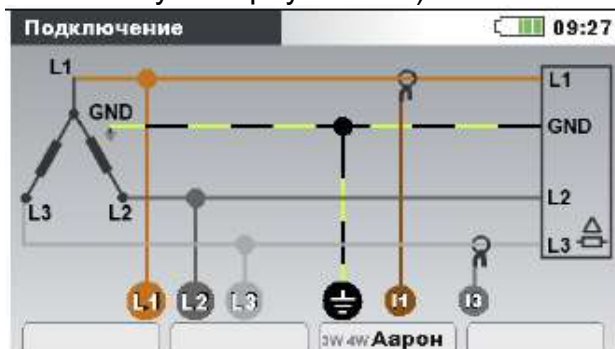 Подключение 09:27
L1 L1
GND GND
L3 L2 L2
L3
L1 L2 L3 I1 I3
3W 4W Аарон